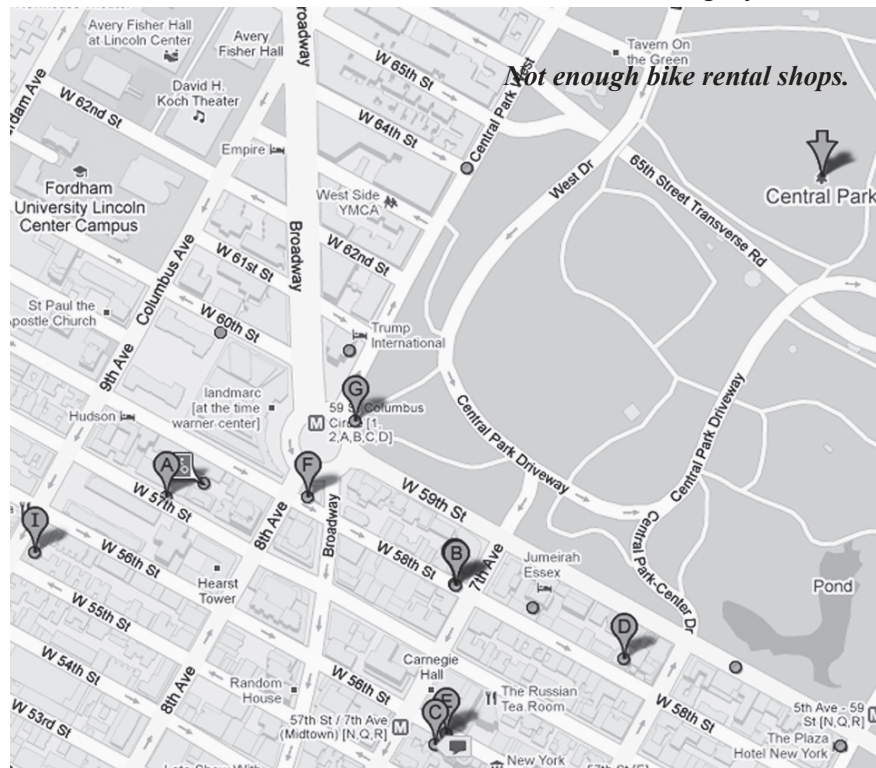 Avery Fisher Hall
at Lincoln Center
Avery
Fisher Hall
Broadway
Tavern On
the Green
Not enough bike rental shops.
W 65th St
Central Park West
David H.
Koch Theater
W 62nd St
W 64th St
Empire
West Dr
65th Street Transverse Rd
Central Park
Fordham
University Lincoln
Center Campus
West Side
YMCA
Columbus Ave
W 61st St
Broadway
W 62nd St
St Paul the
Apostle Church
W 60th St
Trump
International
9th Ave
landmarc
[at the time
warner center]
G
M
59 St Columbus
Circle [1,
2,A,B,C,D]
Hudson
Central Park Driveway
Central Park Driveway
A
F
W 57th St
W 59th St
8th Ave
Broadway
I
W 56th St
W 58th St
B
7th Ave
Jumeirah
Essex
Central Park-Center Dr
Hearst
Tower
Pond
W 55th St
D
W 54th St
Carnegie
Hall
8th Ave
Random
House
W 56th St
W 58th St
W 53rd St
C
E
The Russian
Tea Room
57th St / 7th Ave
(Midtown) [N,Q,R]
M
5th Ave - 59
St [N,Q,R]
M
The Plaza
Hotel New York
New York